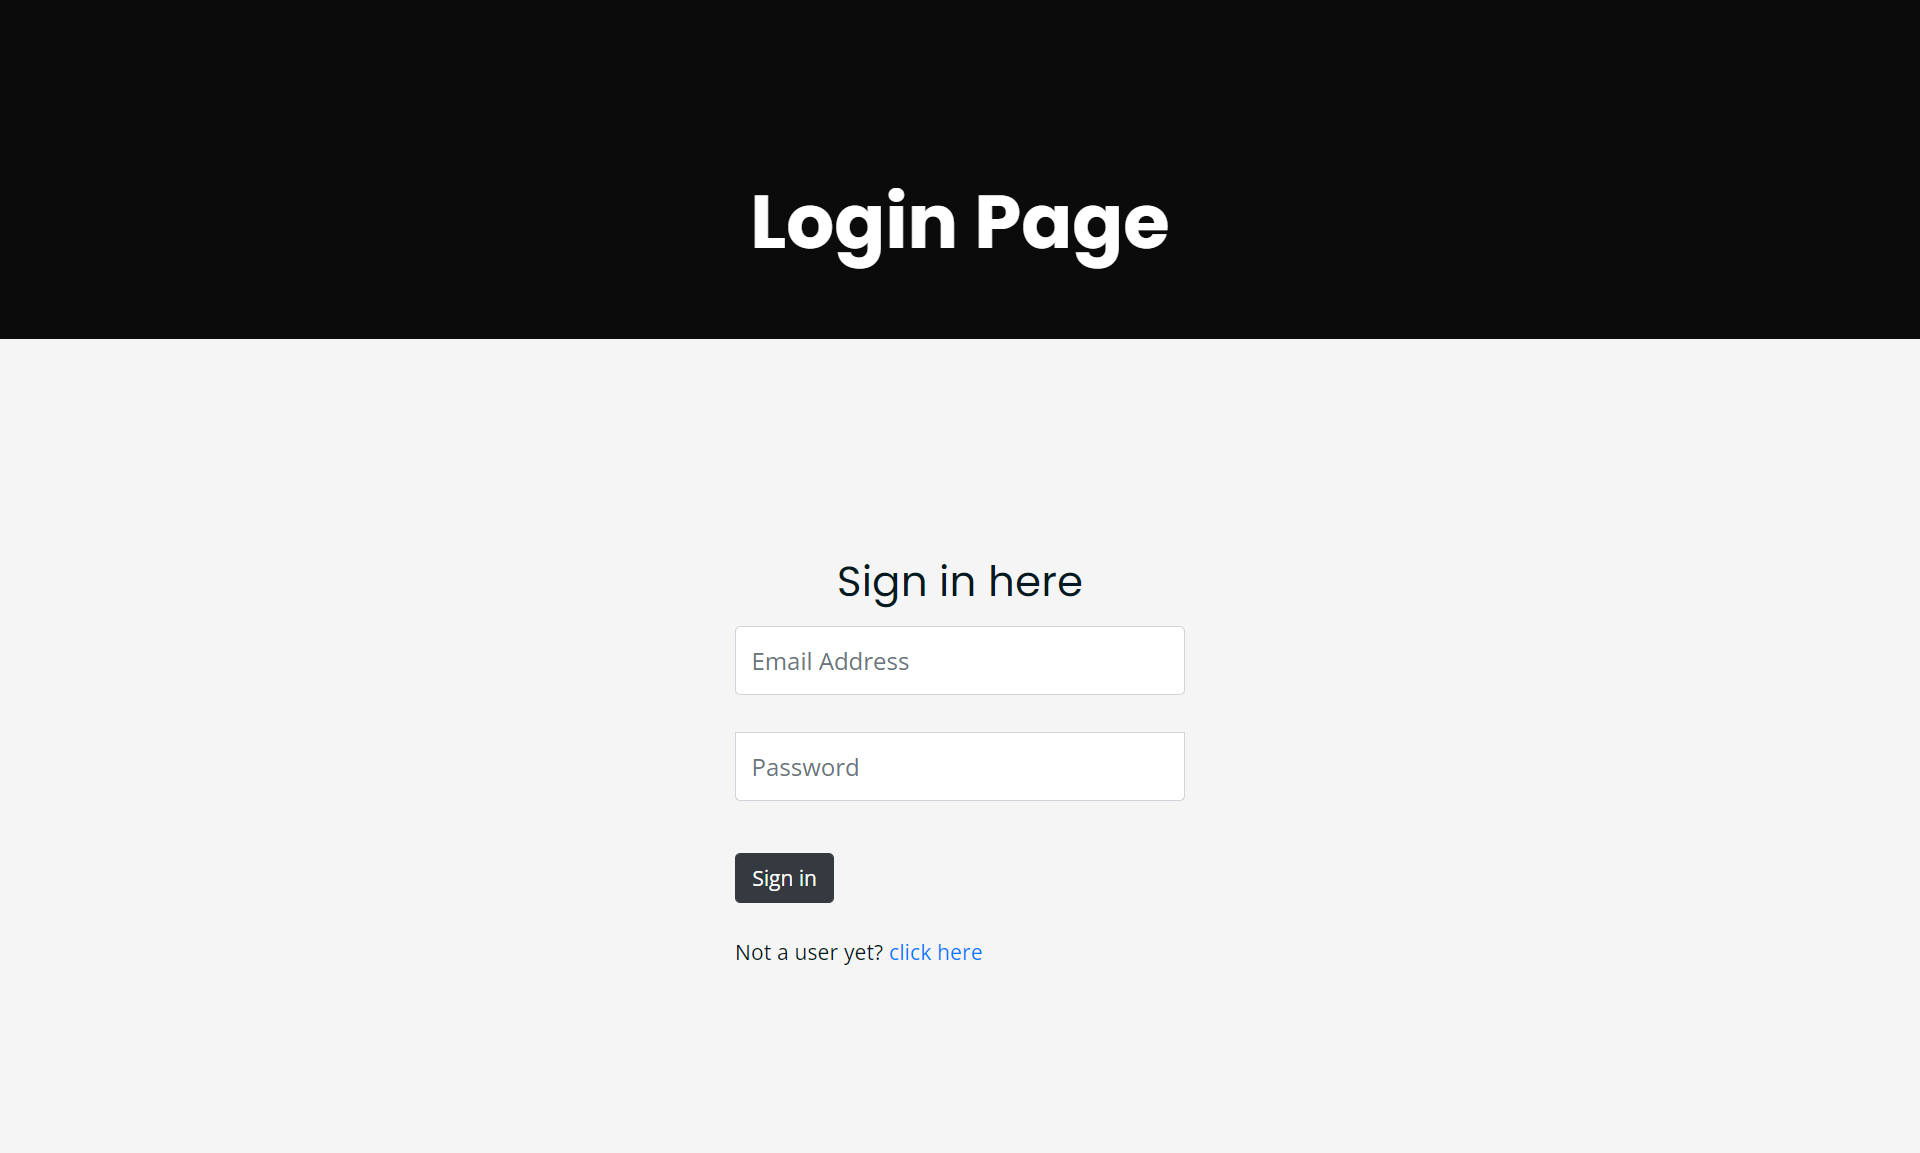 Login Page
Sign in here
Email Address
Password
Sign in
Not a user yet? click here